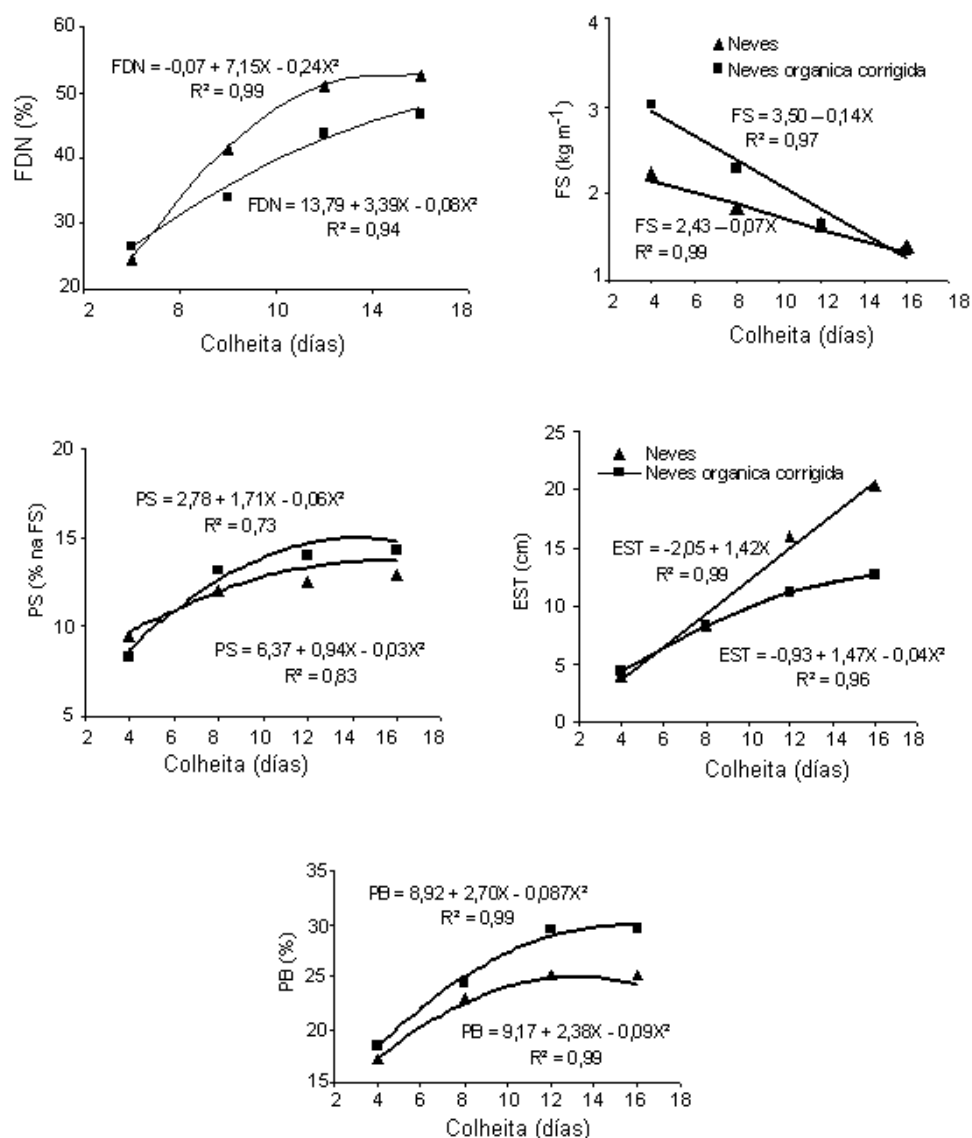 60
50
40
30
20
FDN (%)
FDN = -0,07 + 7,15X - 0,24X²
R² = 0,99
FDN = 13,79 + 3,39X - 0,08X²
R² = 0,94
2 8 10 14 16 18
Colheita (días)
4
3
2
1
FS (kg m⁻¹)
▲ Neves
■ Neves organica corrigida
FS = 3,50 – 0,14X
R² = 0,97
FS = 2,43 – 0,07X
R² = 0,99
2 4 8 10 12 14 16 18
Colheita (días)
20
15
10
5
PS (% na FS)
PS = 2,78 + 1,71X - 0,06X²
R² = 0,73
PS = 6,37 + 0,94X - 0,03X²
R² = 0,83
2 4 8 10 12 14 16 18
Colheita (días)
25
20
15
10
5
0
EST (cm)
▲ Neves
■ Neves organica corrigida
EST = -2,05 + 1,42X
R² = 0,99
EST = -0,93 + 1,47X - 0,04X²
R² = 0,96
2 4 8 10 12 14 16 18
Colheita (días)
35
30
25
20
15
PB (%)
PB = 8,92 + 2,70X - 0,087X²
R² = 0,99
PB = 9,17 + 2,38X - 0,09X²
R² = 0,99
2 4 8 10 12 14 16 18
Colheita (días)